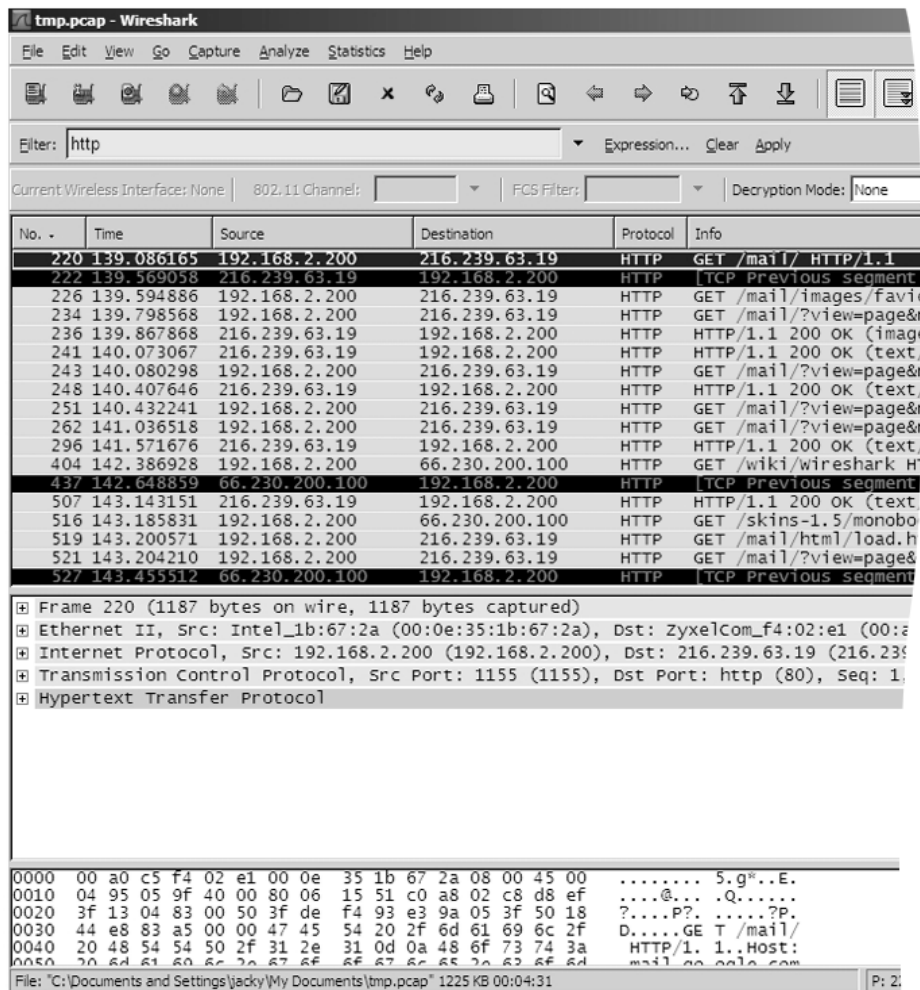 tmp.pcap - Wireshark
File Edit View Go Capture Analyze Statistics Help
Filter: http Expression... Clear Apply
Current Wireless Interface: None 802.11 Channel: FCS Filter: Decryption Mode: None
No. - Time Source Destination Protocol Info
220 139.086165 192.168.2.200 216.239.63.19 HTTP GET /mail/ HTTP/1.1
222 139.569058 216.239.63.19 192.168.2.200 HTTP [TCP Previous segment
226 139.594886 192.168.2.200 216.239.63.19 HTTP GET /mail/images/favic
234 139.798568 192.168.2.200 216.239.63.19 HTTP GET /mail/?view=page&
236 139.867868 216.239.63.19 192.168.2.200 HTTP HTTP/1.1 200 OK (imag
241 140.073067 216.239.63.19 192.168.2.200 HTTP HTTP/1.1 200 OK (text/
243 140.080298 192.168.2.200 216.239.63.19 HTTP GET /mail/?view=page&
248 140.407646 216.239.63.19 192.168.2.200 HTTP HTTP/1.1 200 OK (text/
251 140.432241 192.168.2.200 216.239.63.19 HTTP GET /mail/?view=page&
262 141.036518 192.168.2.200 216.239.63.19 HTTP GET /mail/?view=page&
296 141.571676 216.239.63.19 192.168.2.200 HTTP HTTP/1.1 200 OK (text/
404 142.386928 192.168.2.200 66.230.200.100 HTTP GET /wiki/Wireshark H
437 142.648859 66.230.200.100 192.168.2.200 HTTP [TCP Previous segment
507 143.143151 216.239.63.19 192.168.2.200 HTTP HTTP/1.1 200 OK (text
516 143.185831 192.168.2.200 66.230.200.100 HTTP GET /skins-1.5/monobo
519 143.200571 192.168.2.200 216.239.63.19 HTTP GET /mail/html/load.h
521 143.204210 192.168.2.200 216.239.63.19 HTTP GET /mail/?view=page&
527 143.455512 66.230.200.100 192.168.2.200 HTTP [TCP Previous segment
Frame 220 (1187 bytes on wire, 1187 bytes captured)
Ethernet II, Src: Intel_1b:67:2a (00:0e:35:1b:67:2a), Dst: ZyxelCom_f4:02:e1 (00:a
Internet Protocol, Src: 192.168.2.200 (192.168.2.200), Dst: 216.239.63.19 (216.239
Transmission Control Protocol, Src Port: 1155 (1155), Dst Port: http (80), Seq: 1,
Hypertext Transfer Protocol
0000 00 a0 c5 f4 02 e1 00 0e 35 1b 67 2a 08 00 45 00 ........ 5.g*..E.
0010 04 95 05 9f 40 00 80 06 15 51 c0 a8 02 c8 d8 ef ....@... .Q......
0020 3f 13 04 83 00 50 3f de f4 93 e3 9a 05 3f 50 18 ?....P?. .....?P.
0030 44 e8 83 a5 00 00 47 45 54 20 2f 6d 61 69 6c 2f D.....GE T /mail/
0040 20 48 54 54 50 2f 31 2e 31 0d 0a 48 6f 73 74 3a HTTP/1. 1..Host:
0050 20 6d 61 69 6c 2e 67 6f 6f 67 6c 65 2e 63 6f 6d mail.go ogle.com
File: "C:\Documents and Settings\jacky\My Documents\tmp.pcap" 1225 KB 00:04:31 P: 2